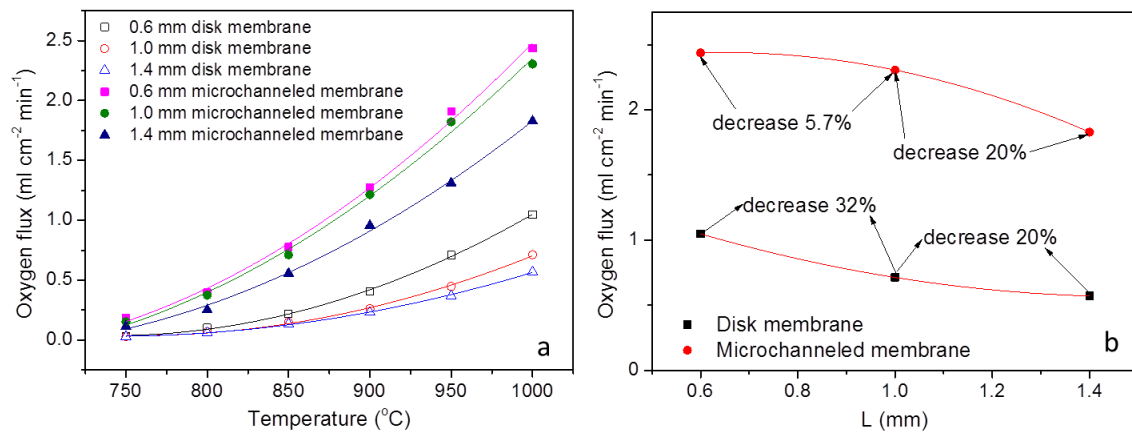 0.6 mm disk membrane
1.0 mm disk membrane
1.4 mm disk membrane
0.6 mm microchanneled membrane
1.0 mm microchanneled membrane
1.4 mm microchanneled memrbane
Oxygen flux (ml cm⁻² min⁻¹)
2.5
2.0
1.5
1.0
0.5
0.0
750 800 850 900 950 1000
Temperature (°C)
a
Oxygen flux (ml cm⁻² min⁻¹)
2
1
0
decrease 5.7%
decrease 20%
decrease 32%
decrease 20%
Disk membrane
Microchanneled membrane
b
0.6 0.8 1.0 1.2 1.4
L (mm)